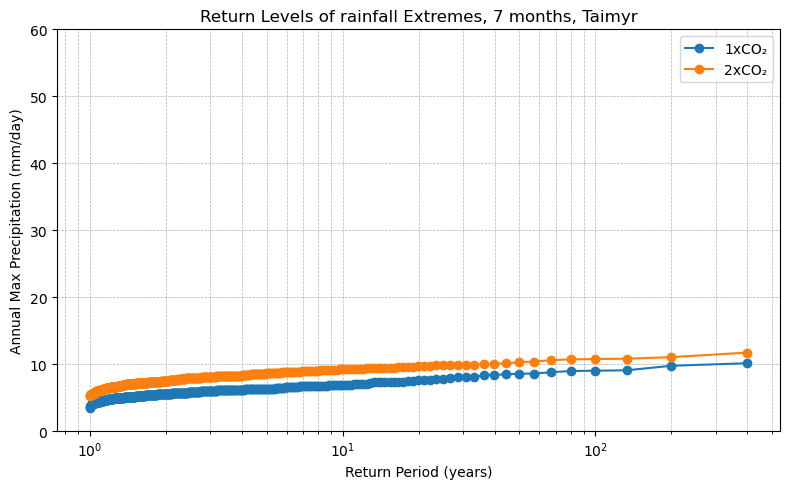 Return Levels of rainfall Extremes, 7 months, Taimyr
1xCO₂
2xCO₂
Annual Max Precipitation (mm/day)
60
50
40
30
20
10
0
10⁰
10¹
10²
Return Period (years)